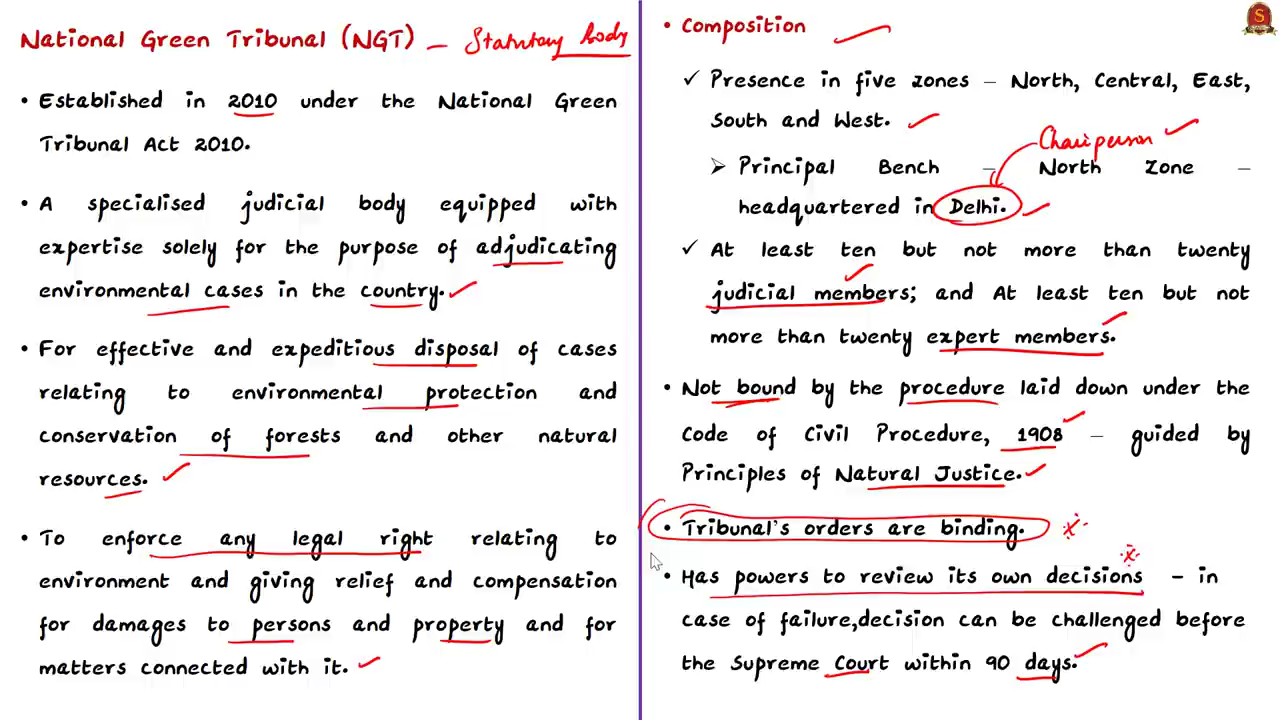 National Green Tribunal (NGT) – Statutory body
• Established in 2010 under the National Green
Tribunal Act 2010.
• A specialised judicial body equipped with
expertise solely for the purpose of adjudicating
environmental cases in the country.
• For effective and expeditious disposal of cases
relating to environmental protection and
conservation of forests and other natural
resources.
• To enforce any legal right relating to
environment and giving relief and compensation
for damages to persons and property and for
matters connected with it.
• Composition
✓ Presence in five zones – North, Central, East,
South and West.
Chairperson
➢ Principal Bench – North Zone –
headquartered in Delhi.
✓ At least ten but not more than twenty
judicial members; and At least ten but not
more than twenty expert members.
• Not bound by the procedure laid down under the
Code of Civil Procedure, 1908 – guided by
Principles of Natural Justice.
• Tribunal's orders are binding.
• Has powers to review its own decisions – in
case of failure,decision can be challenged before
the Supreme Court within 90 days.
S